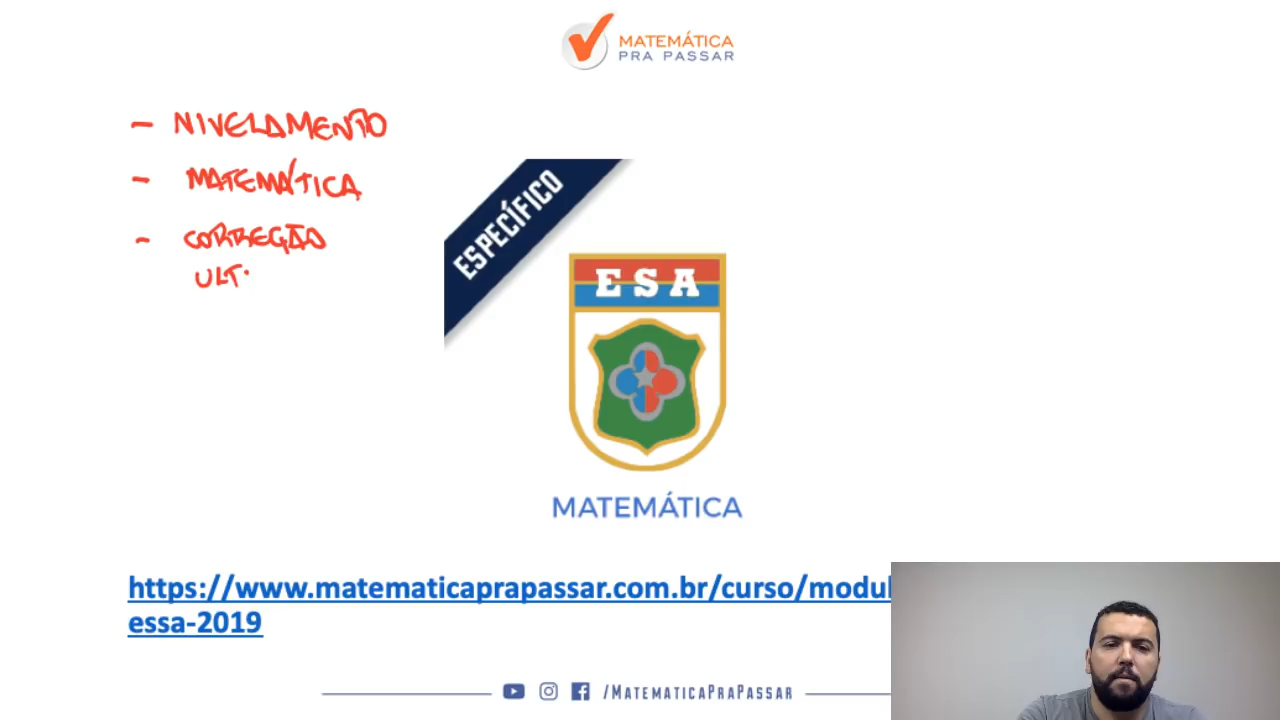 MATEMÁTICA
PRA PASSAR
- NIVELAMENTO
- MATEMÁTICA
- CORREÇÃO
ULT.
ESPECÍFICO
ESA
MATEMÁTICA
https://www.matematicaprapassar.com.br/curso/modul
essa-2019
/MATEMATICAPRAPASSAR